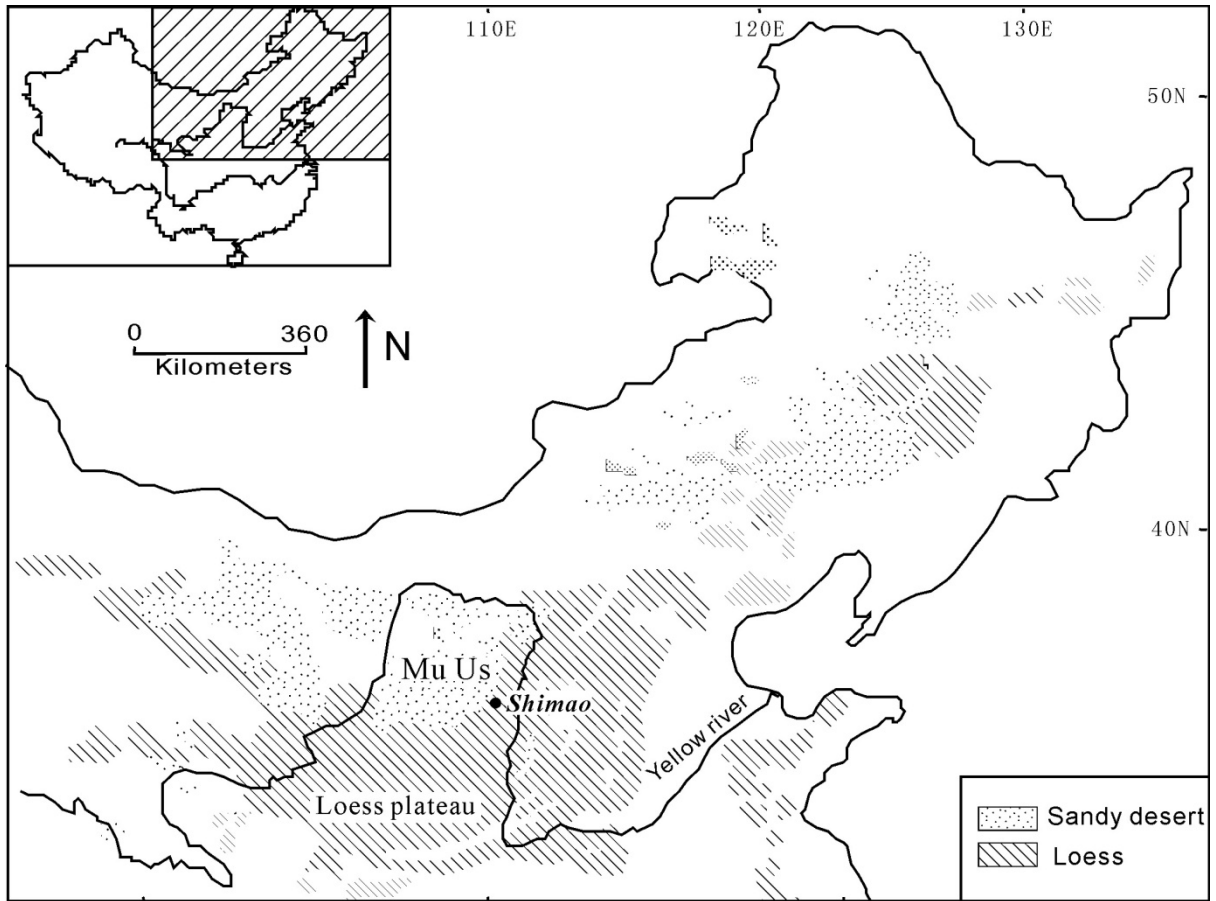 110E
120E
130E
50N
0 360
Kilometers
N
40N
Mu Us
Shimao
Yellow river
Loess plateau
Sandy desert
Loess